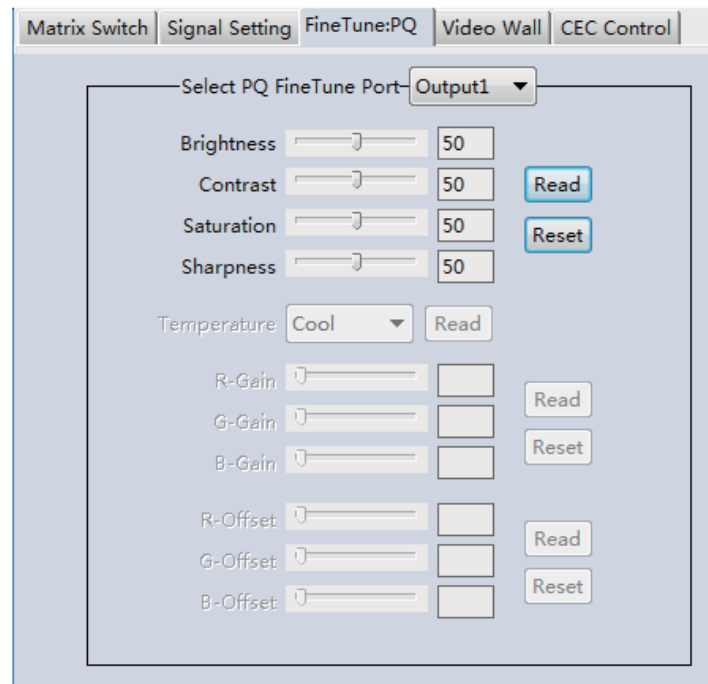 Matrix Switch Signal Setting FineTune:PQ Video Wall CEC Control
Select PQ FineTune Port Output1
Brightness 50
Contrast 50 Read
Saturation 50
Reset
Sharpness 50
Temperature Cool Read
R-Gain
Read
G-Gain
Reset
B-Gain
R-Offset
Read
G-Offset
Reset
B-Offset